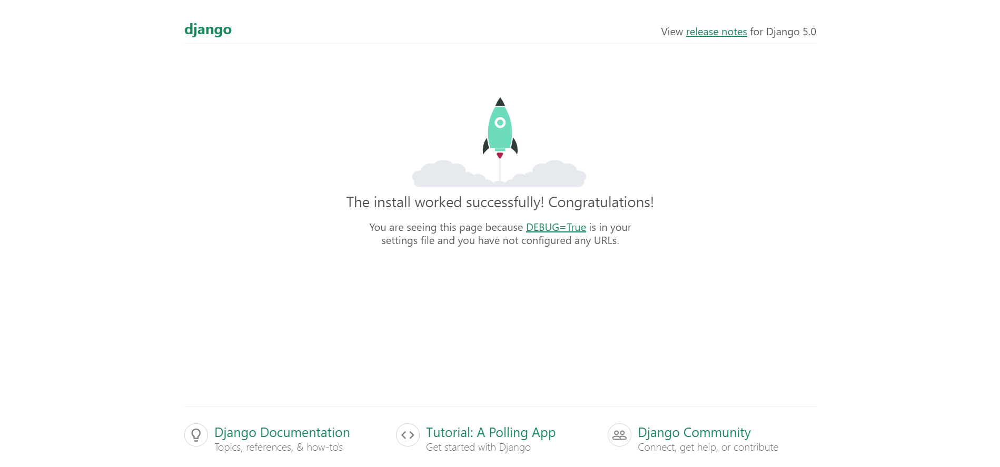 django
View release notes for Django 5.0
The install worked successfully! Congratulations!
You are seeing this page because DEBUG=True is in your
settings file and you have not configured any URLs.
Django Documentation
Topics, references, & how-to’s
Tutorial: A Polling App
Get started with Django
Django Community
Connect, get help, or contribute